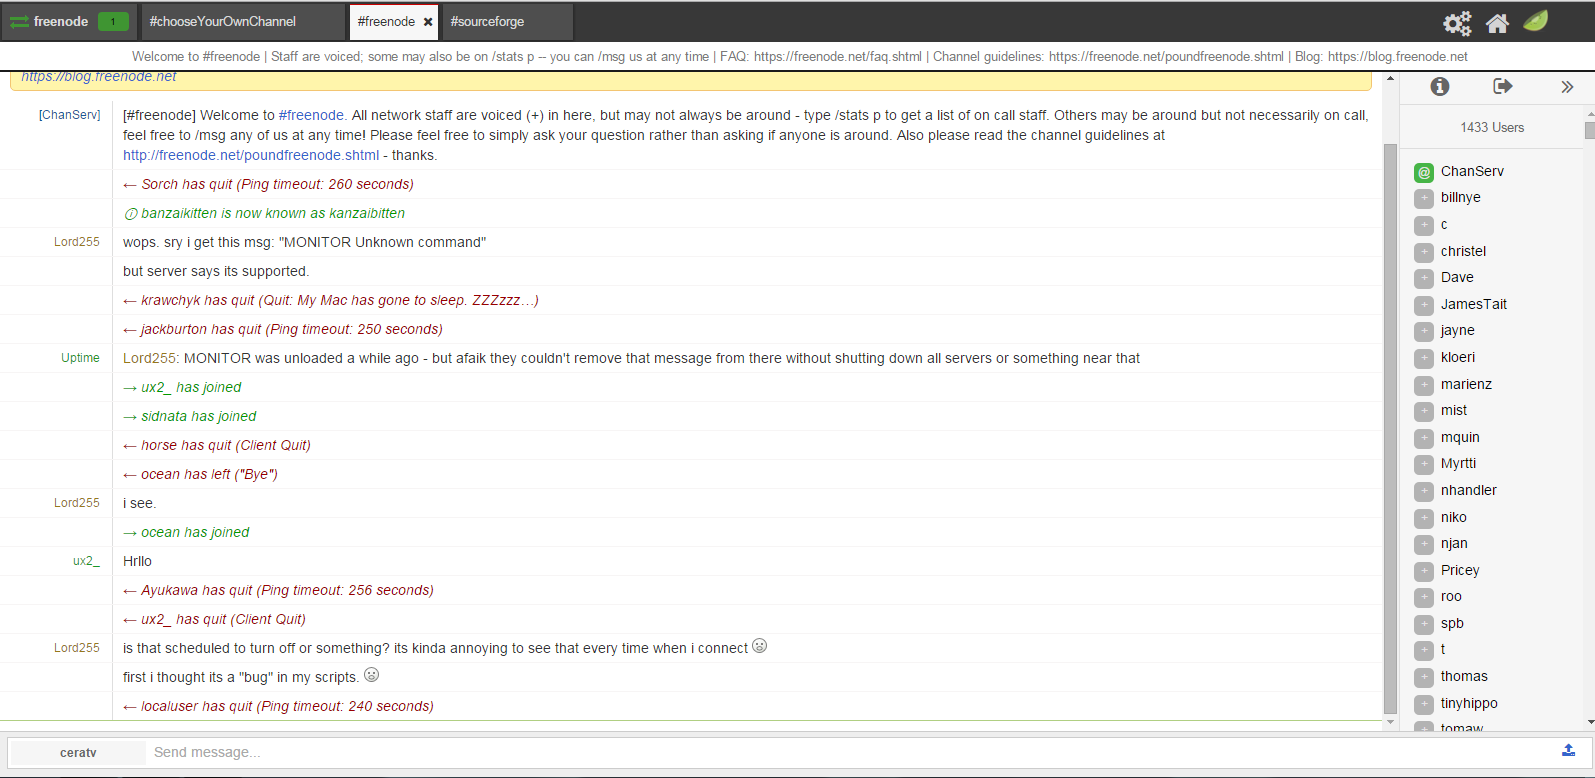 freenode 1 #chooseYourOwnChannel #freenode ✖ #sourceforge
Welcome to #freenode | Staff are voiced; some may also be on /stats p -- you can /msg us at any time | FAQ: https://freenode.net/faq.shtml | Channel guidelines: https://freenode.net/poundfreenode.shtml | Blog: https://blog.freenode.net
https://blog.freenode.net
[ChanServ] [#freenode] Welcome to #freenode. All network staff are voiced (+) in here, but may not always be around - type /stats p to get a list of on call staff. Others may be around but not necessarily on call,
feel free to /msg any of us at any time! Please feel free to simply ask your question rather than asking if anyone is around. Also please read the channel guidelines at
http://freenode.net/poundfreenode.shtml - thanks.
← Sorch has quit (Ping timeout: 260 seconds)
banzaikitten is now known as kanzaibitten
Lord255 wops. sry i get this msg: "MONITOR Unknown command"
but server says its supported.
← krawchyk has quit (Quit: My Mac has gone to sleep. ZZZzzz…)
← jackburton has quit (Ping timeout: 250 seconds)
Uptime Lord255: MONITOR was unloaded a while ago - but afaik they couldn't remove that message from there without shutting down all servers or something near that
→ ux2_ has joined
→ sidnata has joined
← horse has quit (Client Quit)
← ocean has left ("Bye")
Lord255 i see.
→ ocean has joined
ux2_ Hrllo
← Ayukawa has quit (Ping timeout: 256 seconds)
← ux2_ has quit (Client Quit)
Lord255 is that scheduled to turn off or something? its kinda annoying to see that every time when i connect
first i thought its a "bug" in my scripts.
← localuser has quit (Ping timeout: 240 seconds)
ceratv Send message...
1433 Users
@ ChanServ
+ billnye
+ c
+ christel
+ Dave
+ JamesTait
+ jayne
+ kloeri
+ marienz
+ mist
+ mquin
+ Myrtti
+ nhandler
+ niko
+ njan
+ Pricey
+ roo
+ spb
+ t
+ thomas
+ tinyhippo
+ tomaw